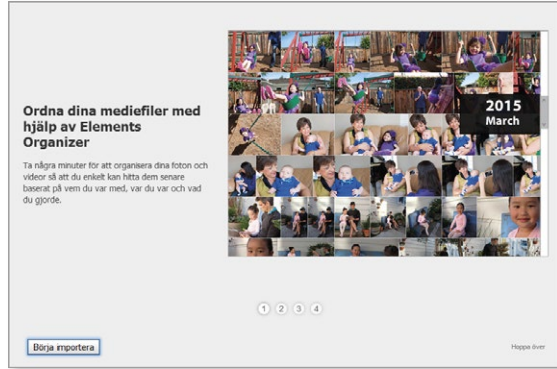 Ordna dina mediefiler med
hjälp av Elements
Organizer
Ta några minuter för att organisera dina foton och
videor så att du enkelt kan hitta dem senare
baserat på vem du var med, var du var och vad
du gjorde.
2015
March
1 2 3 4
Börja importera
Hoppa över